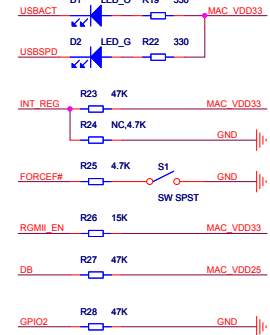 D1 LED_O R19 330
USBACT MAC_VDD33
D2 LED_G R22 330
USBSPD
R23 47K
INT_REG MAC_VDD33
R24 NC,4.7K
GND
R25 4.7K S1
FORCEF# GND
SW SPST
R26 15K
RGMII_EN MAC_VDD33
R27 47K
DB MAC_VDD25
R28 47K
GPIO2 GND